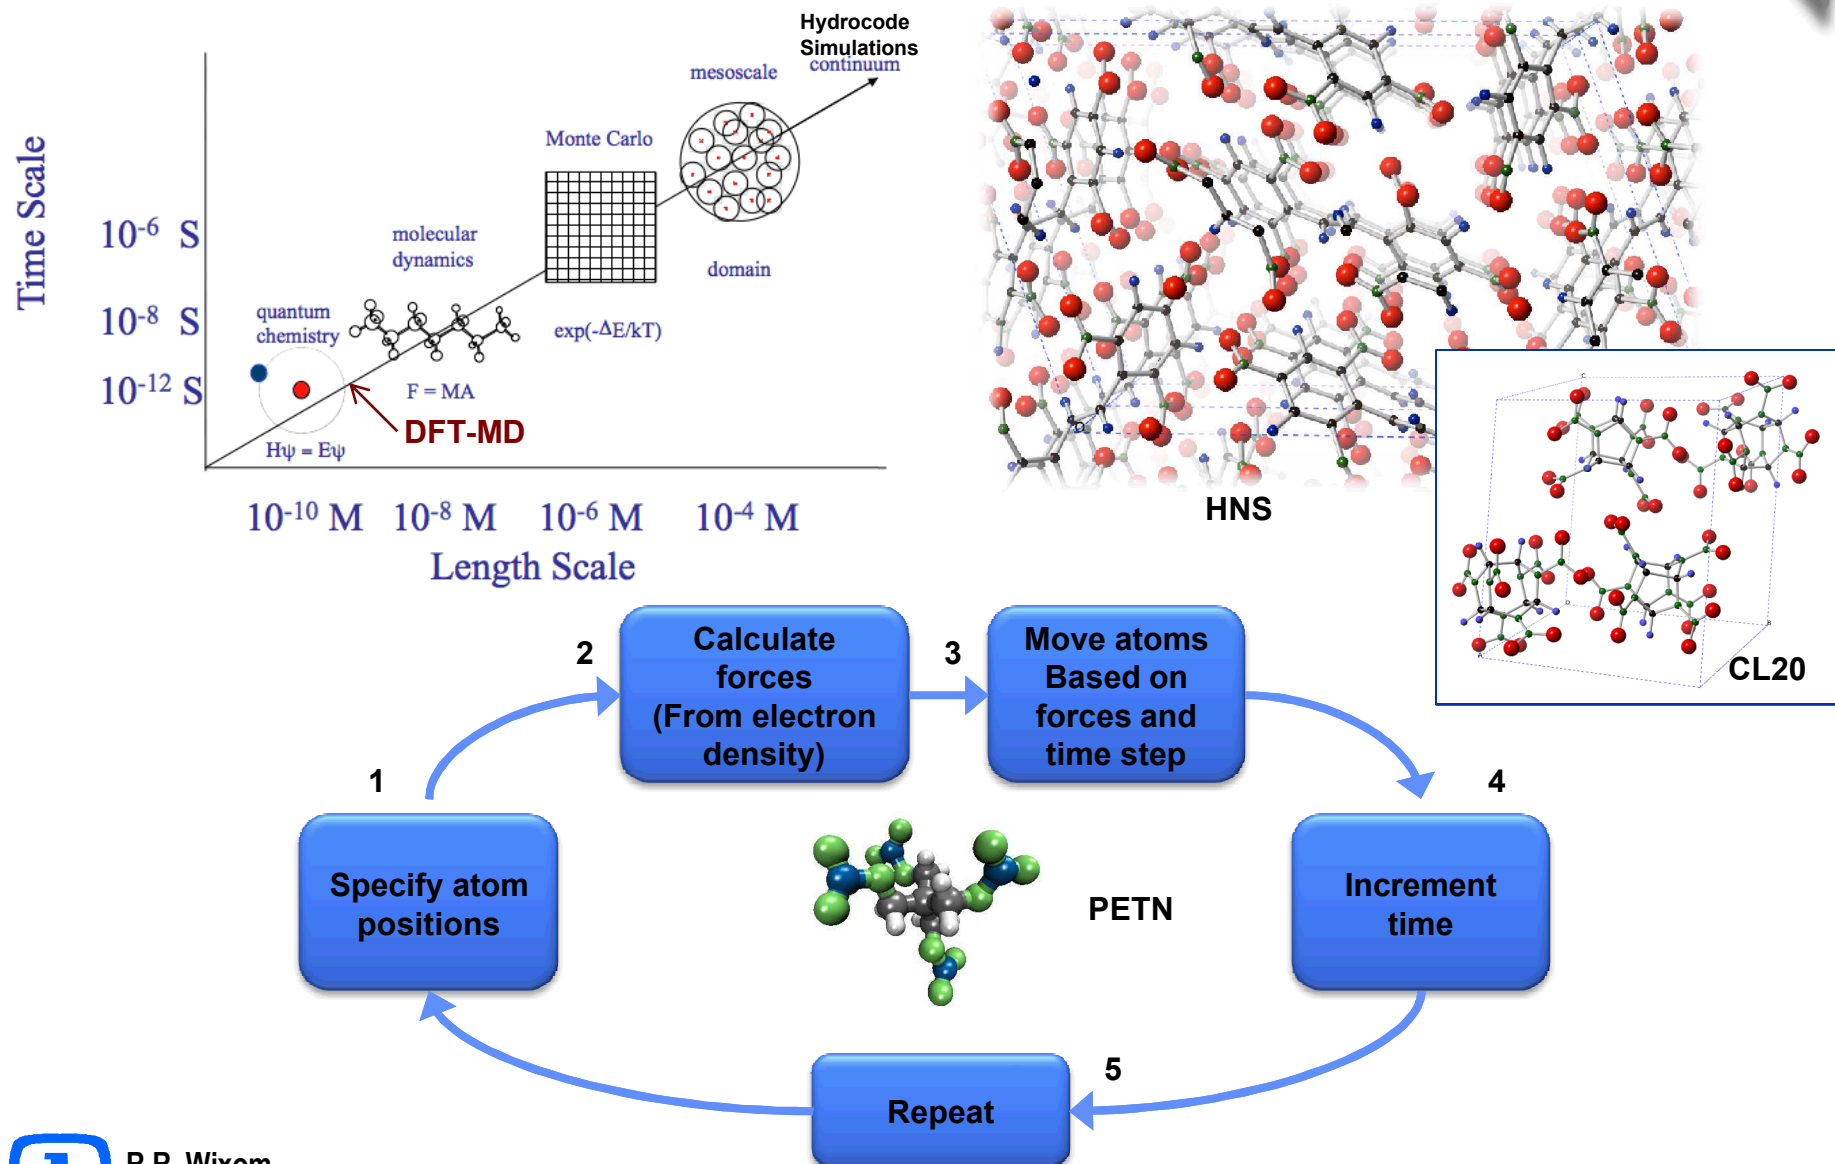 Hydrocode
Simulations
continuum
mesoscale
Monte Carlo
Time Scale
10-6 S
molecular
dynamics
domain
10-8 S
quantum
chemistry
exp(-ΔE/kT)
10-12 S
F = MA
DFT-MD
Hψ = Eψ
10-10 M 10-8 M 10-6 M 10-4 M
Length Scale
HNS
CL20
2
Calculate
forces
(From electron
density)
3
Move atoms
Based on
forces and
time step
1
4
Specify atom
positions
PETN
Increment
time
5
Repeat
R.R. Wixom